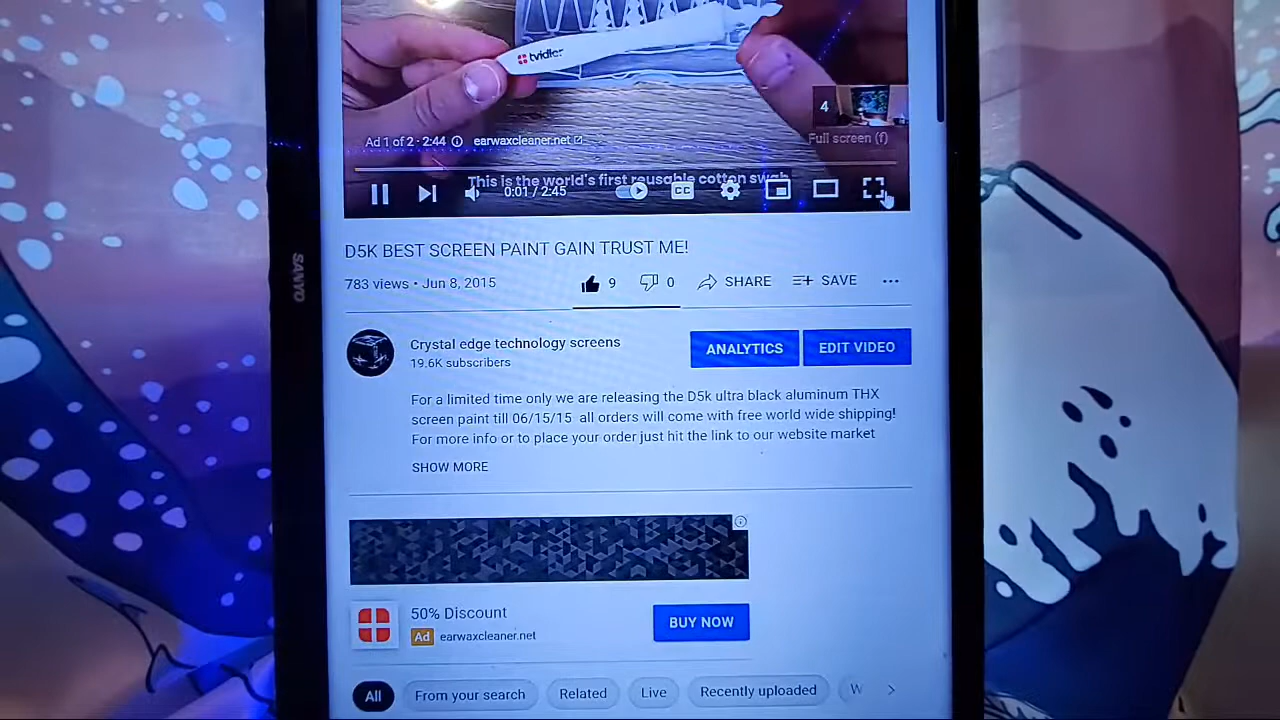 tvidler
4
Ad 1 of 2 · 2:44 earwaxcleaner.net
Full screen (f)
This is the world's first reusable cotton swab
0:01 / 2:45
CC
D5K BEST SCREEN PAINT GAIN TRUST ME!
783 views • Jun 8, 2015
9
0
SHARE
SAVE
SANYO
Crystal edge technology screens
19.6K subscribers
ANALYTICS
EDIT VIDEO
For a limited time only we are releasing the D5k ultra black aluminum THX
screen paint till 06/15/15 all orders will come with free world wide shipping!
For more info or to place your order just hit the link to our website market
SHOW MORE
50% Discount
Ad earwaxcleaner.net
BUY NOW
All
From your search
Related
Live
Recently uploaded
W